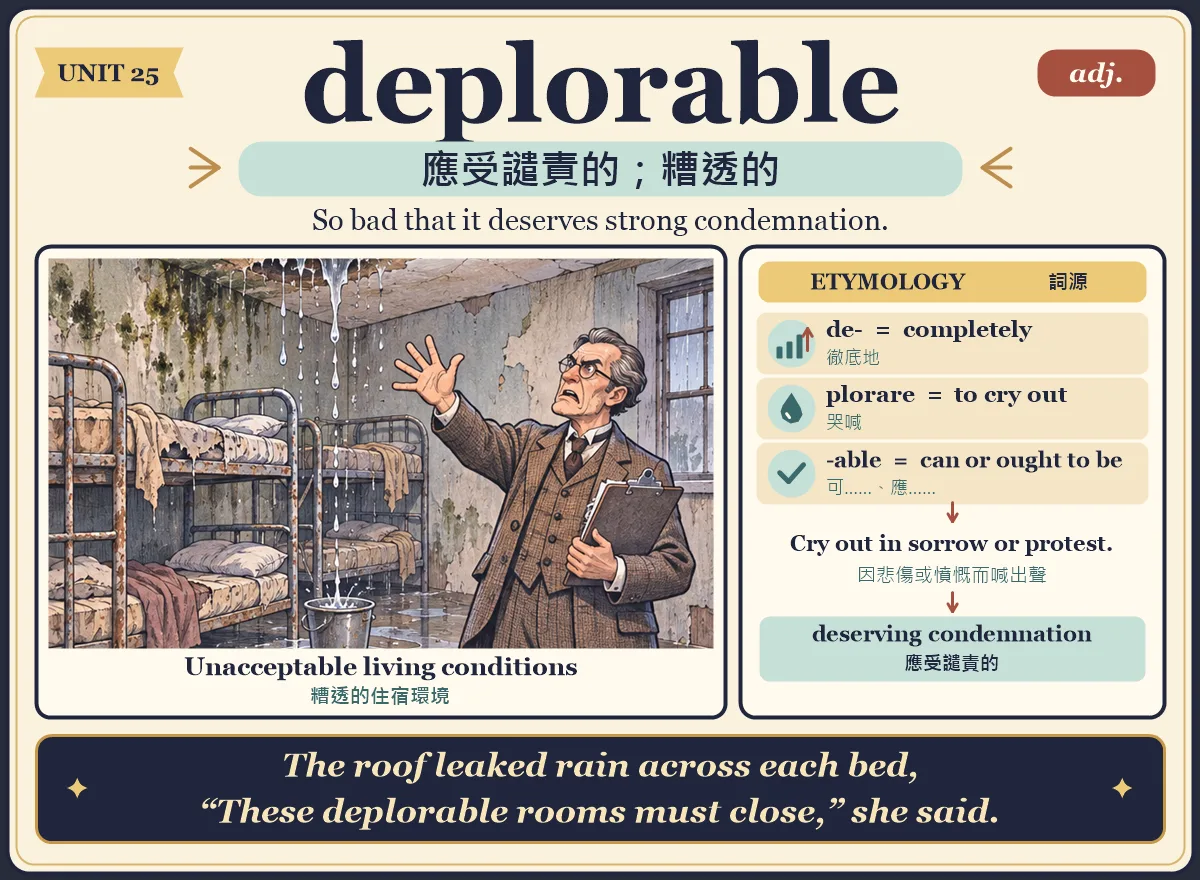 UNIT 25
deplorable
adj.
應受譴責的；糟透的
So bad that it deserves strong condemnation.
Unacceptable living conditions
糟透的住宿環境
ETYMOLOGY 詞源
de- = completely
徹底地
plorare = to cry out
哭喊
-able = can or ought to be
可……、應……
Cry out in sorrow or protest.
因悲傷或憤慨而喊出聲
deserving condemnation
應受譴責的
The roof leaked rain across each bed,
“These deplorable rooms must close,” she said.